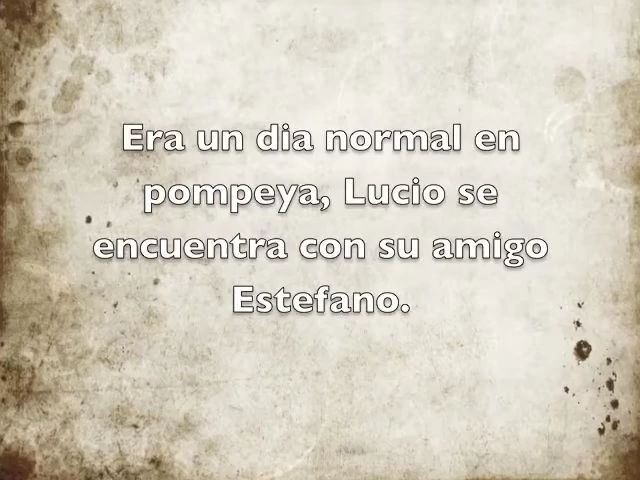 Era un dia normal en
pompeya, Lucio se
encuentra con su amigo
Estefano.